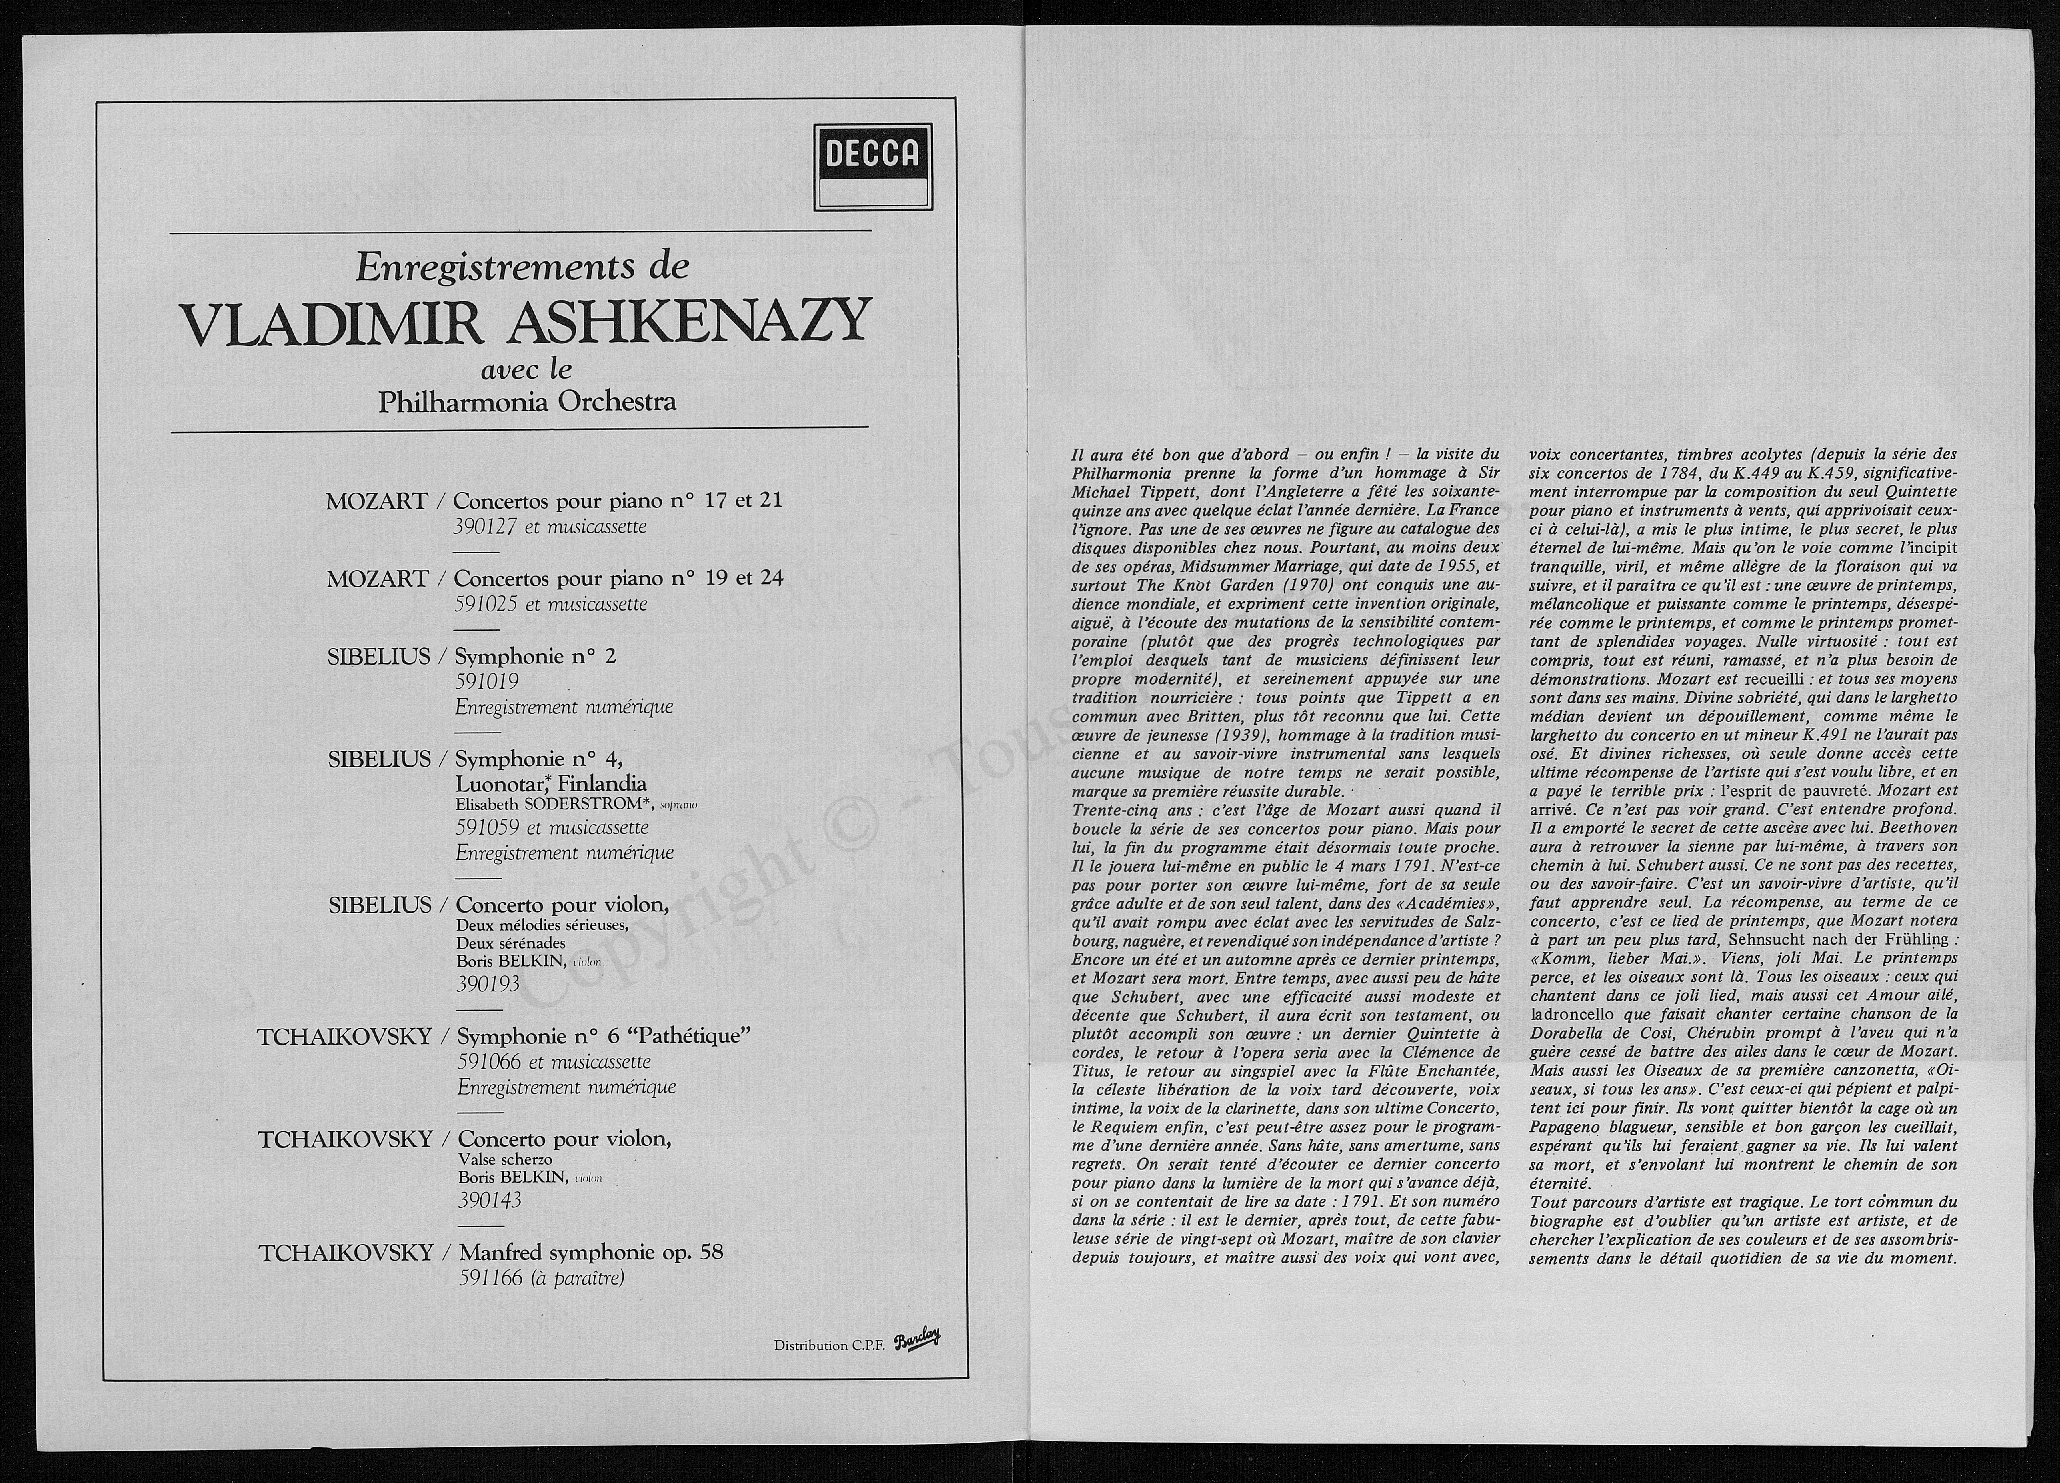 DECCA
Enregistrements de
VLADIMIR ASHKENAZY
avec le
Philharmonia Orchestra
MOZART / Concertos pour piano n° 17 et 21
390127 et musicassette
MOZART / Concertos pour piano n° 19 et 24
591025 et musicassette
SIBELIUS / Symphonie n° 2
591019
Enregistrement numérique
SIBELIUS / Symphonie n° 4,
Luonotar,* Finlandia
Elisabeth SODERSTROM*, soprano
591059 et musicassette
Enregistrement numérique
SIBELIUS / Concerto pour violon,
Deux mélodies sérieuses,
Deux sérénades
Boris BELKIN, violon
390193
TCHAIKOVSKY / Symphonie n° 6 “Pathétique”
591066 et musicassette
Enregistrement numérique
TCHAIKOVSKY / Concerto pour violon,
Valse scherzo
Boris BELKIN, violon
390143
TCHAIKOVSKY / Manfred symphonie op. 58
591166 (à paraître)
Distribution C.P.F. Barclay
Il aura été bon que d'abord – ou enfin ! – la visite du
Philharmonia prenne la forme d'un hommage à Sir
Michael Tippett, dont l'Angleterre a fêté les soixante-
quinze ans avec quelque éclat l'année dernière. La France
l'ignore. Pas une de ses œuvres ne figure au catalogue des
disques disponibles chez nous. Pourtant, au moins deux
de ses opéras, Midsummer Marriage, qui date de 1955, et
surtout The Knot Garden (1970) ont conquis une au-
dience mondiale, et expriment cette invention originale,
aiguë, à l'écoute des mutations de la sensibilité contem-
poraine (plutôt que des progrès technologiques par
l'emploi desquels tant de musiciens définissent leur
propre modernité), et sereinement appuyée sur une
tradition nourricière : tous points que Tippett a en
commun avec Britten, plus tôt reconnu que lui. Cette
œuvre de jeunesse (1939), hommage à la tradition musi-
cienne et au savoir-vivre instrumental sans lesquels
aucune musique de notre temps ne serait possible,
marque sa première réussite durable.
Trente-cinq ans : c'est l'âge de Mozart aussi quand il
boucle la série de ses concertos pour piano. Mais pour
lui, la fin du programme était désormais toute proche.
Il le jouera lui-même en public le 4 mars 1791. N'est-ce
pas pour porter son œuvre lui-même, fort de sa seule
grâce adulte et de son seul talent, dans des «Académies»,
qu'il avait rompu avec éclat avec les servitudes de Salz-
bourg, naguère, et revendiqué son indépendance d'artiste ?
Encore un été et un automne après ce dernier printemps,
et Mozart sera mort. Entre temps, avec aussi peu de hâte
que Schubert, avec une efficacité aussi modeste et
décente que Schubert, il aura écrit son testament, ou
plutôt accompli son œuvre : un dernier Quintette à
cordes, le retour à l'opera seria avec la Clémence de
Titus, le retour au singspiel avec la Flûte Enchantée,
la céleste libération de la voix tard découverte, voix
intime, la voix de la clarinette, dans son ultime Concerto,
le Requiem enfin, c'est peut-être assez pour le program-
me d'une dernière année. Sans hâte, sans amertume, sans
regrets. On serait tenté d'écouter ce dernier concerto
pour piano dans la lumière de la mort qui s'avance déjà,
si on se contentait de lire sa date : 1791. Et son numéro
dans la série : il est le dernier, après tout, de cette fabu-
leuse série de vingt-sept où Mozart, maître de son clavier
depuis toujours, et maître aussi des voix qui vont avec,
voix concertantes, timbres acolytes (depuis la série des
six concertos de 1784, du K.449 au K.459, significative-
ment interrompue par la composition du seul Quintette
pour piano et instruments à vents, qui apprivoisait ceux-
ci à celui-là), a mis le plus intime, le plus secret, le plus
éternel de lui-même. Mais qu'on le voie comme l'incipit
tranquille, viril, et même allègre de la floraison qui va
suivre, et il paraîtra ce qu'il est : une œuvre de printemps,
mélancolique et puissante comme le printemps, désespé-
rée comme le printemps, et comme le printemps promet-
tant de splendides voyages. Nulle virtuosité : tout est
compris, tout est réuni, ramassé, et n'a plus besoin de
démonstrations. Mozart est recueilli : et tous ses moyens
sont dans ses mains. Divine sobriété, qui dans le larghetto
médian devient un dépouillement, comme même le
larghetto du concerto en ut mineur K.491 ne l'aurait pas
osé. Et divines richesses, où seule donne accès cette
ultime récompense de l'artiste qui s'est voulu libre, et en
a payé le terrible prix : l'esprit de pauvreté. Mozart est
arrivé. Ce n'est pas voir grand. C'est entendre profond.
Il a emporté le secret de cette ascèse avec lui. Beethoven
aura à retrouver la sienne par lui-même, à travers son
chemin à lui. Schubert aussi. Ce ne sont pas des recettes,
ou des savoir-faire. C'est un savoir-vivre d'artiste, qu'il
faut apprendre seul. La récompense, au terme de ce
concerto, c'est ce lied de printemps, que Mozart notera
à part un peu plus tard, Sehnsucht nach der Frühling :
«Komm, lieber Mai.». Viens, joli Mai. Le printemps
perce, et les oiseaux sont là. Tous les oiseaux : ceux qui
chantent dans ce joli lied, mais aussi cet Amour ailé,
ladroncello que faisait chanter certaine chanson de la
Dorabella de Cosi, Chérubin prompt à l'aveu qui n'a
guère cessé de battre des ailes dans le cœur de Mozart.
Mais aussi les Oiseaux de sa première canzonetta, «Oi-
seaux, si tous les ans». C'est ceux-ci qui pépient et palpi-
tent ici pour finir. Ils vont quitter bientôt la cage où un
Papageno blagueur, sensible et bon garçon les cueillait,
espérant qu'ils lui feraient gagner sa vie. Ils lui valent
sa mort, et s'envolant lui montrent le chemin de son
éternité.
Tout parcours d'artiste est tragique. Le tort commun du
biographe est d'oublier qu'un artiste est artiste, et de
chercher l'explication de ses couleurs et de ses assombris-
sements dans le détail quotidien de sa vie du moment.
Copyright © - Tous